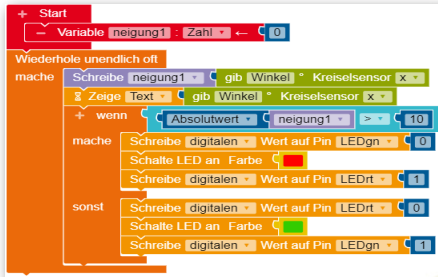 + Start
− Variable neigung1 : Zahl ← 0
Wiederhole unendlich oft
mache Schreibe neigung1 gib Winkel ° Kreiselsensor x
Zeige Text gib Winkel ° Kreiselsensor x
+ wenn Absolutwert neigung1 > 10
mache Schreibe digitalen Wert auf Pin LEDgn 0
Schalte LED an Farbe
Schreibe digitalen Wert auf Pin LEDrt 1
sonst Schreibe digitalen Wert auf Pin LEDrt 0
Schalte LED an Farbe
Schreibe digitalen Wert auf Pin LEDgn 1